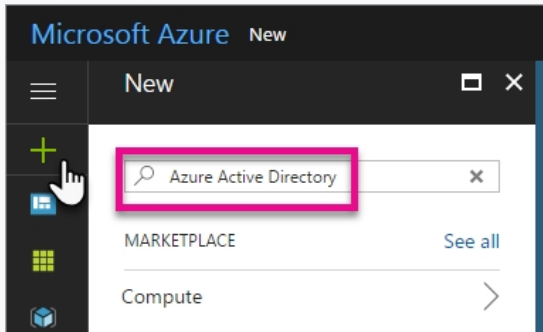 Microsoft Azure New
New
Azure Active Directory
MARKETPLACE See all
Compute